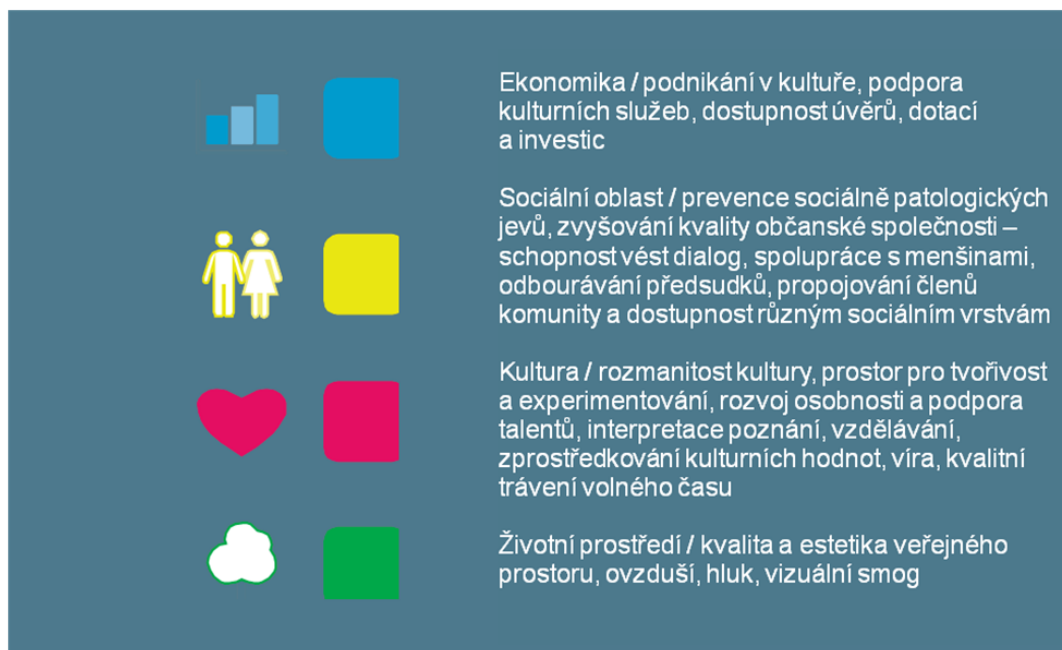 Ekonomika / podnikání v kultuře, podpora
kulturních služeb, dostupnost úvěrů, dotací
a investic
Sociální oblast / prevence sociálně patologických
jevů, zvyšování kvality občanské společnosti –
schopnost vést dialog, spolupráce s menšinami,
odbourávání předsudků, propojování členů
komunity a dostupnost různým sociálním vrstvám
Kultura / rozmanitost kultury, prostor pro tvořivost
a experimentování, rozvoj osobnosti a podpora
talentů, interpretace poznání, vzdělávání,
zprostředkování kulturních hodnot, víra, kvalitní
trávení volného času
Životní prostředí / kvalita a estetika veřejného
prostoru, ovzduší, hluk, vizuální smog